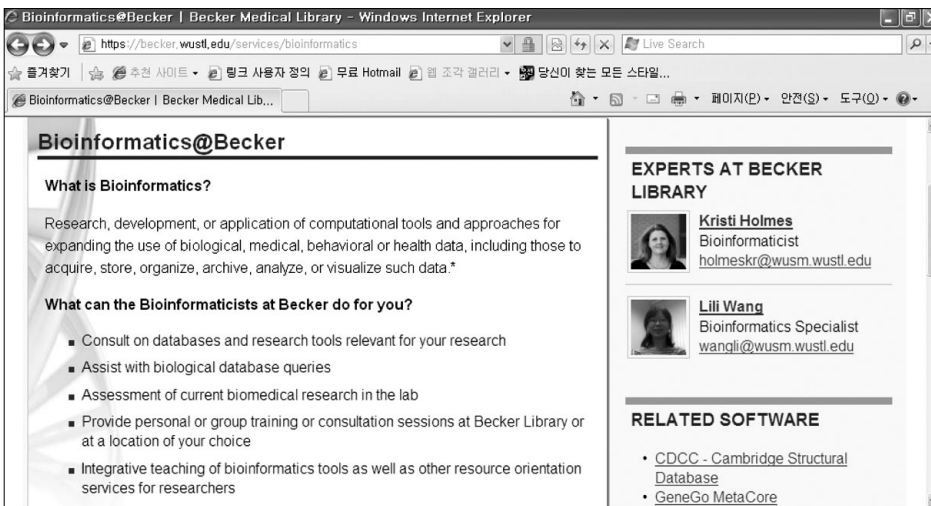 Bioinformatics@Becker | Becker Medical Library - Windows Internet Explorer
https://becker.wustl.edu/services/bioinformatics
Live Search
즐겨찾기 추천 사이트 링크 사용자 정의 무료 Hotmail 웹 조각 갤러리 당신이 찾는 모든 스타일...
Bioinformatics@Becker | Becker Medical Lib...
페이지(P) 안전(S) 도구(O)
Bioinformatics@Becker
What is Bioinformatics?
Research, development, or application of computational tools and approaches for
expanding the use of biological, medical, behavioral or health data, including those to
acquire, store, organize, archive, analyze, or visualize such data.*
What can the Bioinformaticists at Becker do for you?
■ Consult on databases and research tools relevant for your research
■ Assist with biological database queries
■ Assessment of current biomedical research in the lab
■ Provide personal or group training or consultation sessions at Becker Library or
at a location of your choice
■ Integrative teaching of bioinformatics tools as well as other resource orientation
services for researchers
EXPERTS AT BECKER
LIBRARY
Kristi Holmes
Bioinformaticist
holmeskr@wusm.wustl.edu
Lili Wang
Bioinformatics Specialist
wangli@wusm.wustl.edu
RELATED SOFTWARE
• CDCC - Cambridge Structural
Database
• GeneGo MetaCore